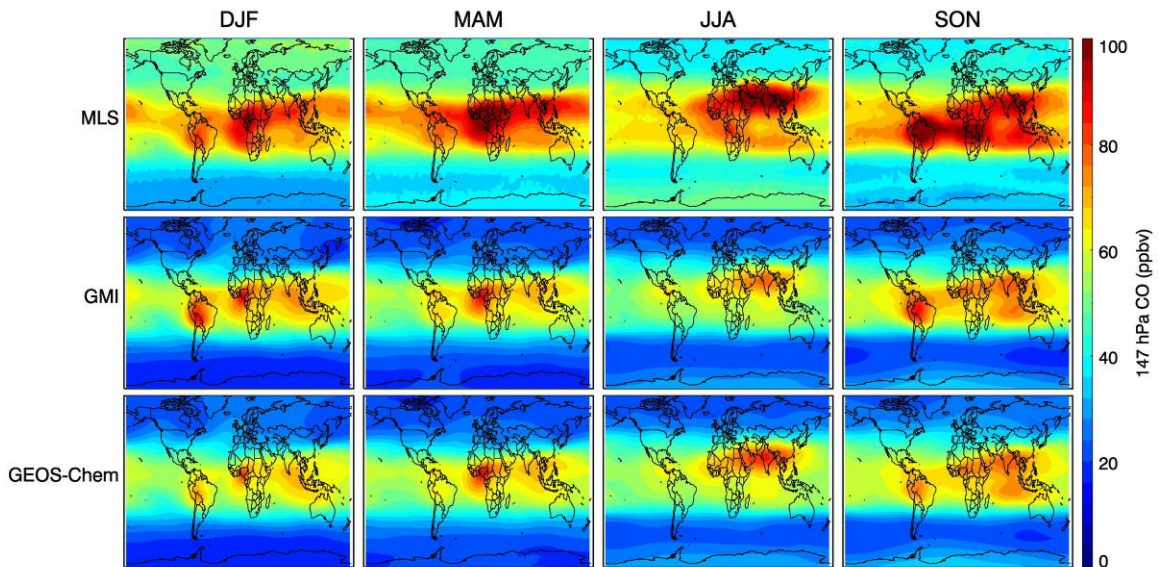 DJF MAM JJA SON
MLS
GMI
GEOS-Chem
100
80
60
40
20
0
147 hPa CO (ppbv)